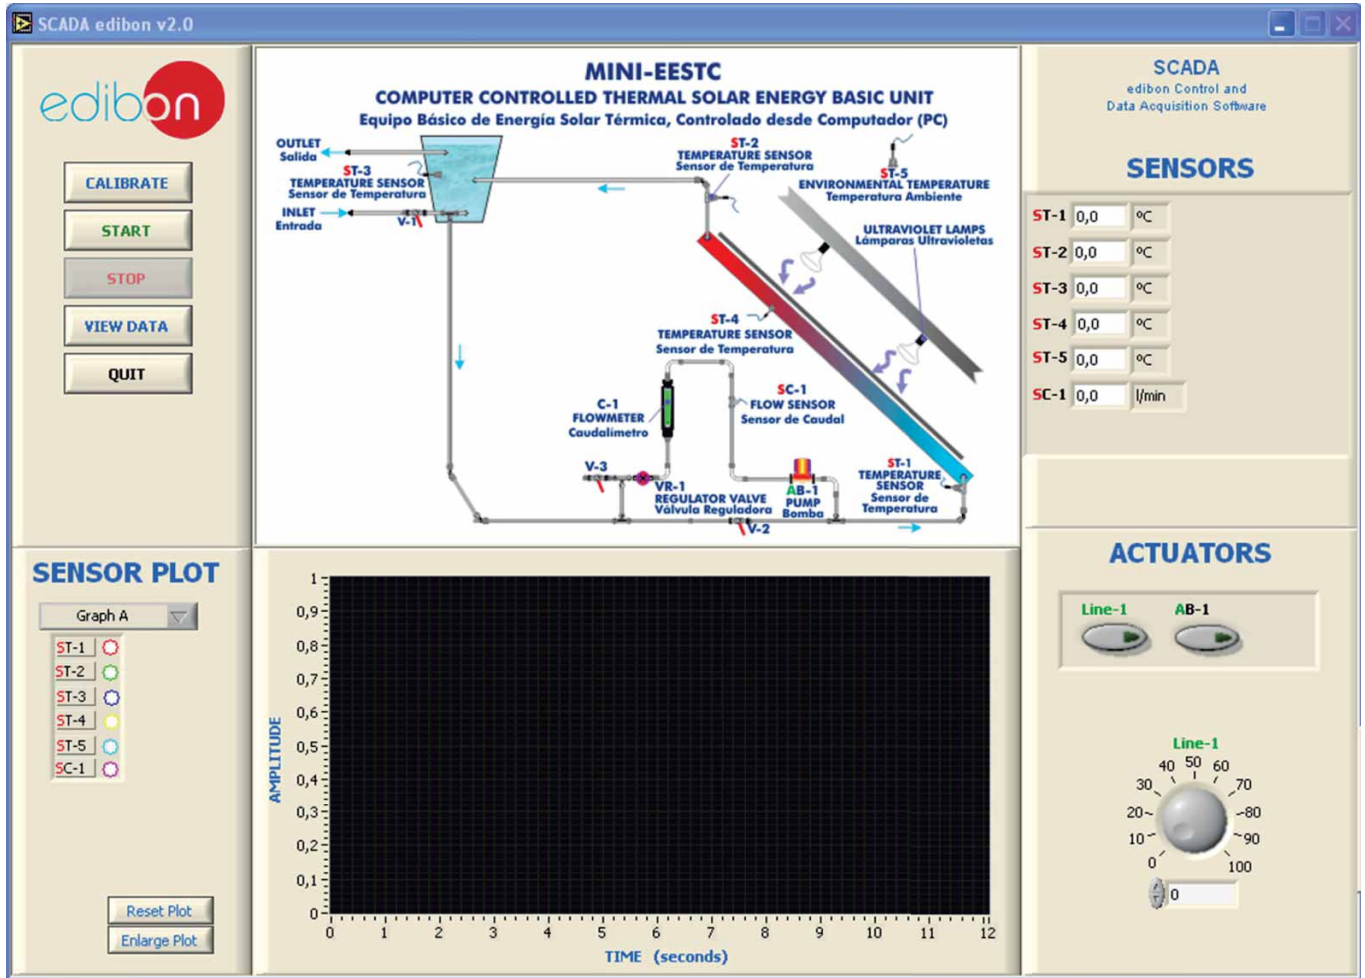 SCADA edibon v2.0
edibon
CALIBRATE
START
STOP
VIEW DATA
QUIT
MINI-EESTC
COMPUTER CONTROLLED THERMAL SOLAR ENERGY BASIC UNIT
Equipo Básico de Energía Solar Térmica, Controlado desde Computador (PC)
OUTLET
Salida
ST-3
TEMPERATURE SENSOR
Sensor de Temperatura
INLET
Entrada
V-1
ST-2
TEMPERATURE SENSOR
Sensor de Temperatura
ST-5
ENVIRONMENTAL TEMPERATURE
Temperatura Ambiente
ULTRAVIOLET LAMPS
Lámparas Ultravioletas
ST-4
TEMPERATURE SENSOR
Sensor de Temperatura
C-1
FLOWMETER
Caudalímetro
SC-1
FLOW SENSOR
Sensor de Caudal
V-3
VR-1
REGULATOR VALVE
Válvula Reguladora
V-2
AB-1
PUMP
Bomba
ST-1
TEMPERATURE
SENSOR
Sensor de
Temperatura
SCADA
edibon Control and
Data Acquisition Software
SENSORS
ST-1 0,0 ºC
ST-2 0,0 ºC
ST-3 0,0 ºC
ST-4 0,0 ºC
ST-5 0,0 ºC
SC-1 0,0 l/min
SENSOR PLOT
Graph A
ST-1
ST-2
ST-3
ST-4
ST-5
SC-1
Reset Plot
Enlarge Plot
AMPLITUDE
1
0,9
0,8
0,7
0,6
0,5
0,4
0,3
0,2
0,1
0
0 1 2 3 4 5 6 7 8 9 10 11 12
TIME (seconds)
ACTUATORS
Line-1 AB-1
Line-1
0 10 20 30 40 50 60 70 80 90 100
0